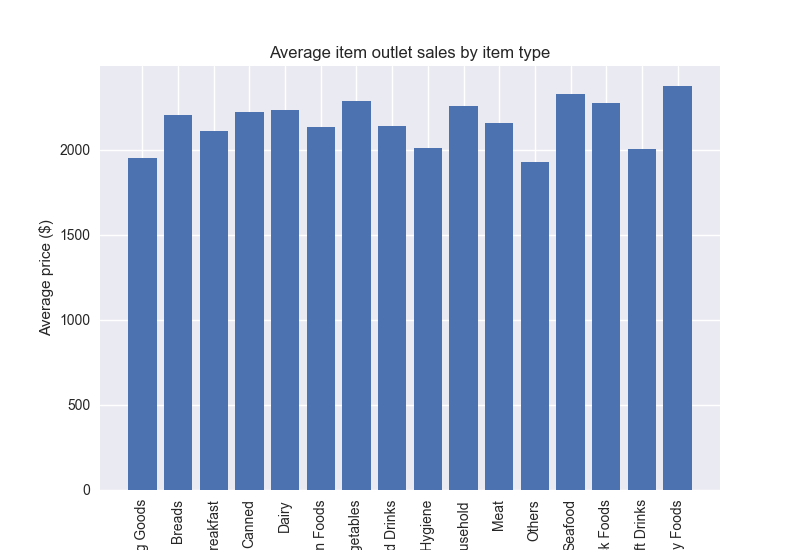 Average item outlet sales by item type
Average price ($)
2000
1500
1000
500
0
g Goods
Breads
reakfast
Canned
Dairy
n Foods
getables
d Drinks
Hygiene
usehold
Meat
Others
Seafood
k Foods
ft Drinks
y Foods